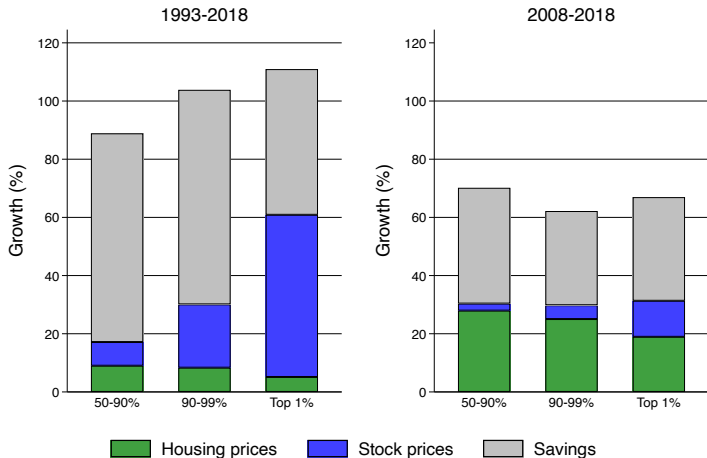 1993-2018
Growth (%)
120
100
80
60
40
20
0
50-90%
90-99%
Top 1%
2008-2018
Growth (%)
120
100
80
60
40
20
0
50-90%
90-99%
Top 1%
Housing prices
Stock prices
Savings